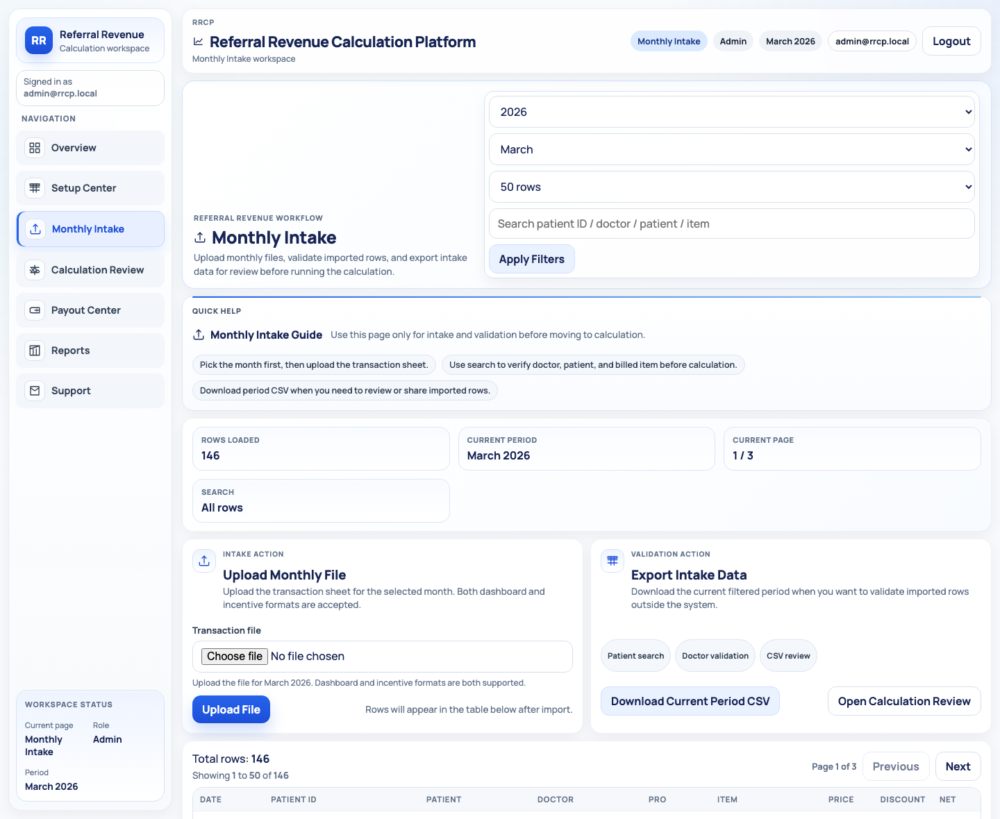 RR
Referral Revenue
Calculation workspace
Signed in as
admin@rrcp.local
NAVIGATION
Overview
Setup Center
Monthly Intake
Calculation Review
Payout Center
Reports
Support
WORKSPACE STATUS
Current page
Monthly
Intake
Role
Admin
Period
March 2026
RRCP
Referral Revenue Calculation Platform
Monthly Intake workspace
Monthly Intake
Admin
March 2026
admin@rrcp.local
Logout
REFERRAL REVENUE WORKFLOW
Monthly Intake
Upload monthly files, validate imported rows, and export intake
data for review before running the calculation.
2026
March
50 rows
Search patient ID / doctor / patient / item
Apply Filters
QUICK HELP
Monthly Intake Guide Use this page only for intake and validation before moving to calculation.
Pick the month first, then upload the transaction sheet.
Use search to verify doctor, patient, and billed item before calculation.
Download period CSV when you need to review or share imported rows.
ROWS LOADED
146
CURRENT PERIOD
March 2026
CURRENT PAGE
1 / 3
SEARCH
All rows
INTAKE ACTION
Upload Monthly File
Upload the transaction sheet for the selected month. Both dashboard and
incentive formats are accepted.
Transaction file
Choose file No file chosen
Upload the file for March 2026. Dashboard and incentive formats are both supported.
Upload File
Rows will appear in the table below after import.
VALIDATION ACTION
Export Intake Data
Download the current filtered period when you want to validate imported rows
outside the system.
Patient search
Doctor validation
CSV review
Download Current Period CSV
Open Calculation Review
Total rows: 146
Showing 1 to 50 of 146
Page 1 of 3
Previous
Next
DATE PATIENT ID PATIENT DOCTOR PRO ITEM PRICE DISCOUNT NET